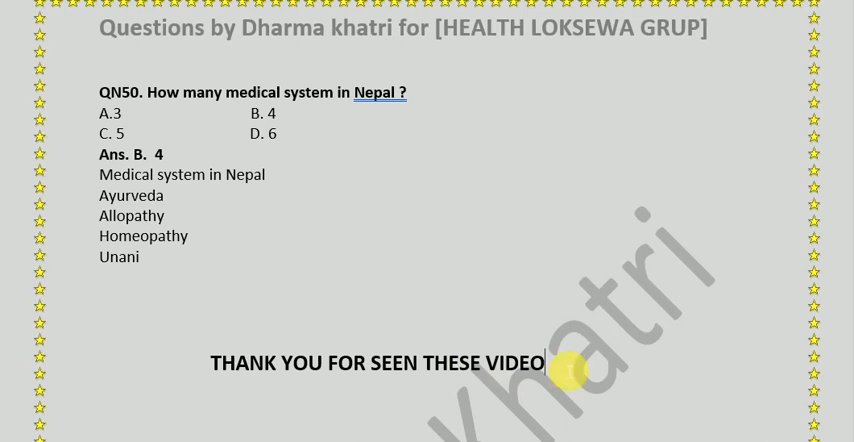 Questions by Dharma khatri for [HEALTH LOKSEWA GRUP]
QN50. How many medical system in Nepal ?
A.3 B. 4
C. 5 D. 6
Ans. B. 4
Medical system in Nepal
Ayurveda
Allopathy
Homeopathy
Unani
THANK YOU FOR SEEN THESE VIDEO
khatri